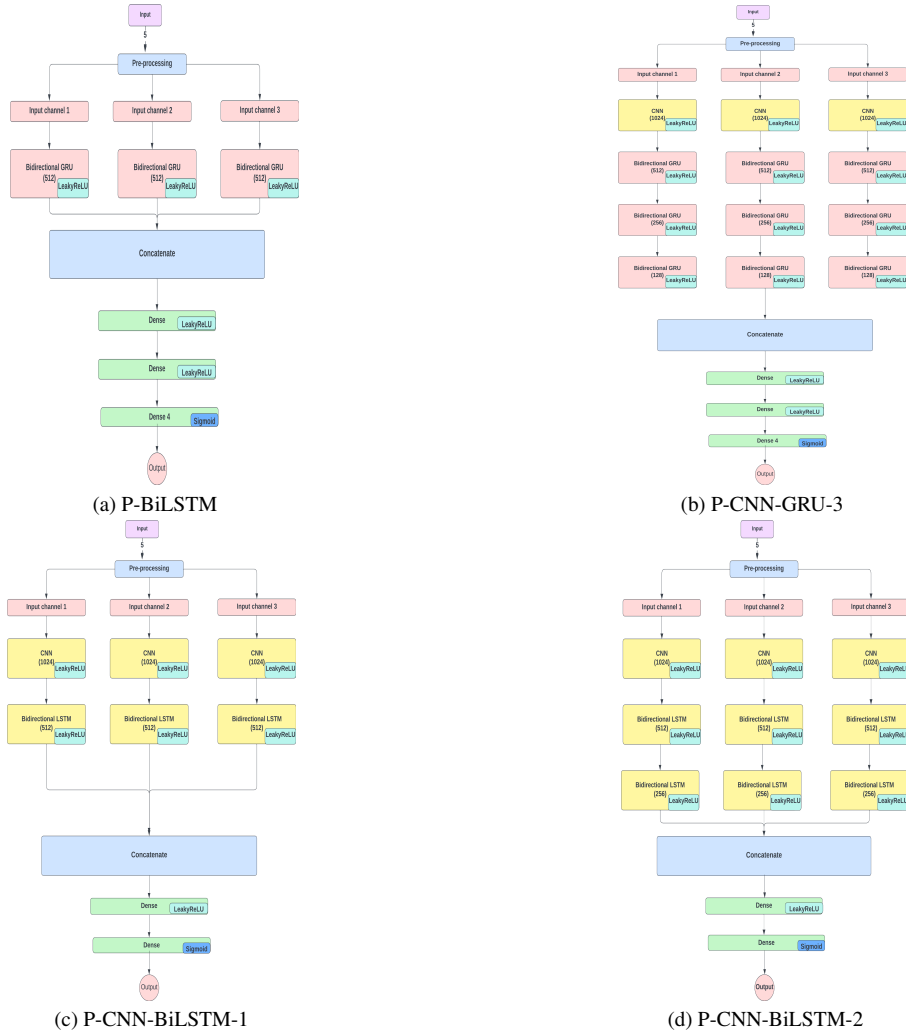 Input
5
Pre-processing
Input channel 1 Input channel 2 Input channel 3
Bidirectional GRU Bidirectional GRU Bidirectional GRU
(512) (512) (512)
LeakyReLU LeakyReLU LeakyReLU
Concatenate
Dense
LeakyReLU
Dense
LeakyReLU
Dense 4
Sigmoid
Output
(a) P-BiLSTM
Input
5
Pre-processing
Input channel 1 Input channel 2 Input channel 3
CNN CNN CNN
(1024) (1024) (1024)
LeakyReLU LeakyReLU LeakyReLU
Bidirectional GRU Bidirectional GRU Bidirectional GRU
(512) (512) (512)
LeakyReLU LeakyReLU LeakyReLU
Bidirectional GRU Bidirectional GRU Bidirectional GRU
(256) (256) (256)
LeakyReLU LeakyReLU LeakyReLU
Bidirectional GRU Bidirectional GRU Bidirectional GRU
(128) (128) (128)
LeakyReLU LeakyReLU LeakyReLU
Concatenate
Dense
LeakyReLU
Dense
LeakyReLU
Dense 4
Sigmoid
Output
(b) P-CNN-GRU-3
Input
5
Pre-processing
Input channel 1 Input channel 2 Input channel 3
CNN CNN CNN
(1024) (1024) (1024)
LeakyReLU LeakyReLU LeakyReLU
Bidirectional LSTM Bidirectional LSTM Bidirectional LSTM
(512) (512) (512)
LeakyReLU LeakyReLU LeakyReLU
Concatenate
Dense
LeakyReLU
Dense
Sigmoid
Output
(c) P-CNN-BiLSTM-1
Input
5
Pre-processing
Input channel 1 Input channel 2 Input channel 3
CNN CNN CNN
(1024) (1024) (1024)
LeakyReLU LeakyReLU LeakyReLU
Bidirectional LSTM Bidirectional LSTM Bidirectional LSTM
(512) (512) (512)
LeakyReLU LeakyReLU LeakyReLU
Bidirectional LSTM Bidirectional LSTM Bidirectional LSTM
(256) (256) (256)
LeakyReLU LeakyReLU LeakyReLU
Concatenate
Dense
LeakyReLU
Dense
Sigmoid
Output
(d) P-CNN-BiLSTM-2